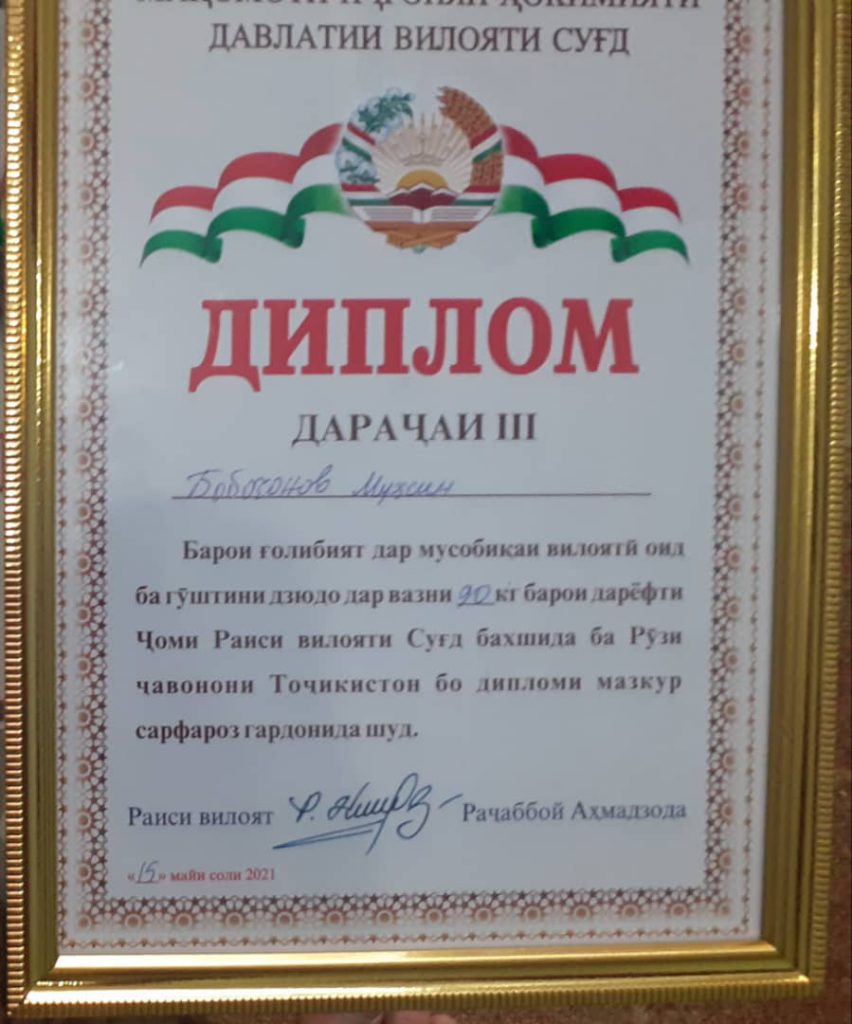 ДАВЛАТИИ ВИЛОЯТИ СУҒД
ДИПЛОМ
ДАРАҶАИ III
Бобоҷонов Муҳсин
Барои ғолибият дар мусобиқаи вилоятӣ оид
ба гӯштини дзюдо дар вазни 90 кг барои дарёфти
Ҷоми Раиси вилояти Суғд бахшида ба Рӯзи
ҷавонони Тоҷикистон бо дипломи мазкур
сарфароз гардонида шуд.
Раиси вилоят Раҷаббой Аҳмадзода
«15» майи соли 2021